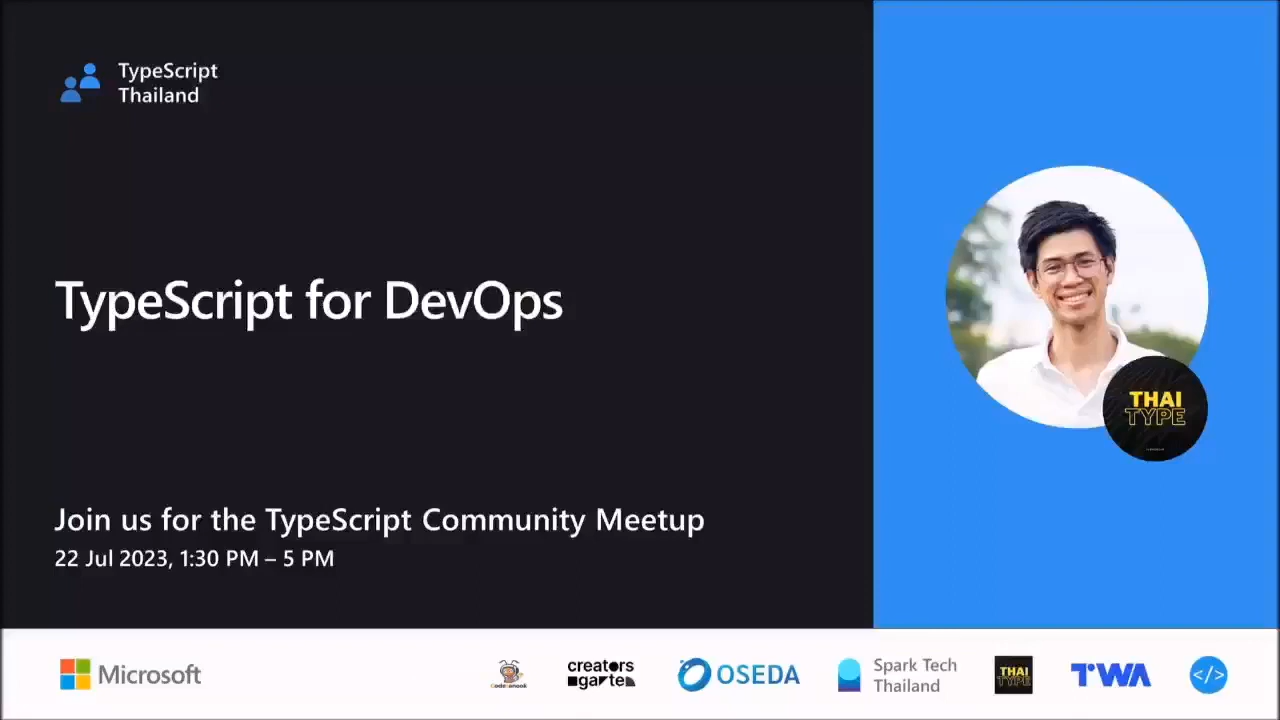 TypeScript
Thailand
TypeScript for DevOps
THAI
TYPE
Join us for the TypeScript Community Meetup
22 Jul 2023, 1:30 PM – 5 PM
Microsoft
creators
garten
OSEDA
Spark Tech
Thailand
THAI
TYPE
TWA
</>